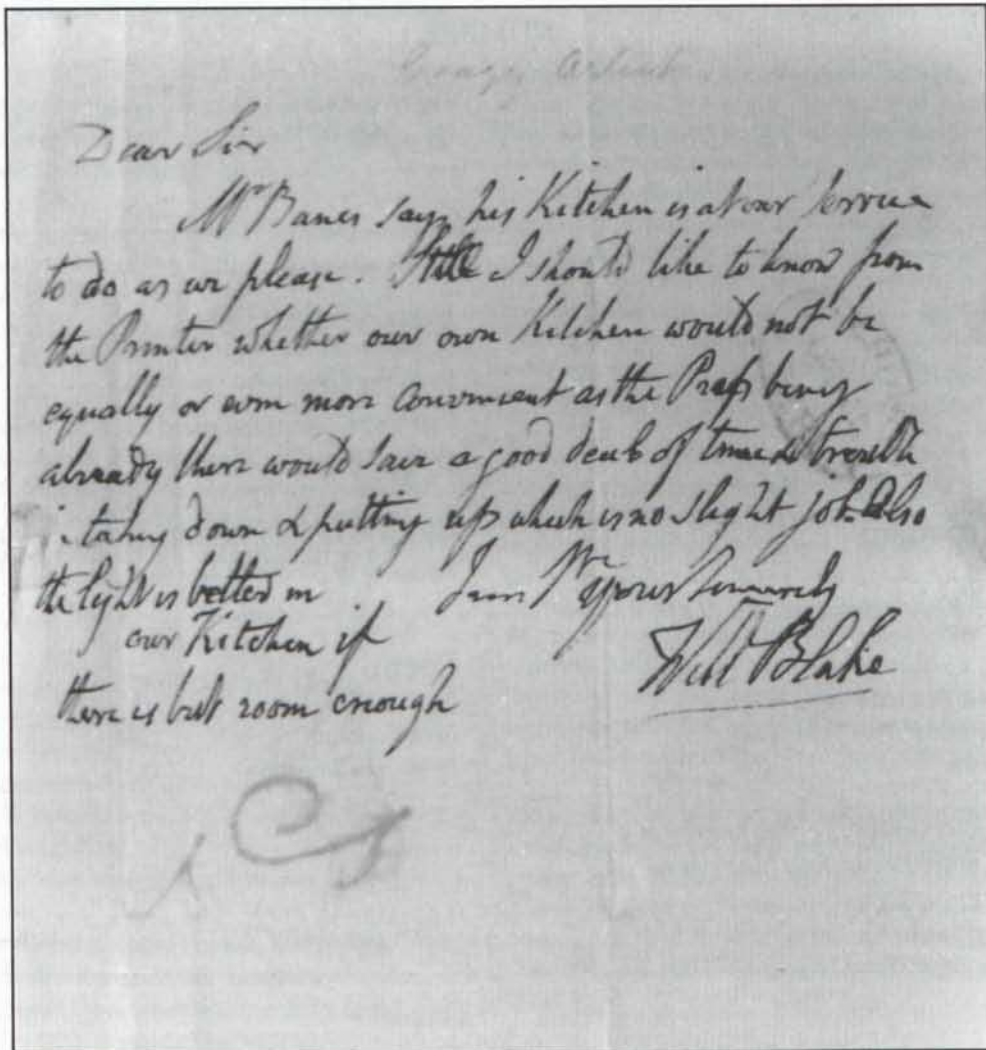 Dear Sir
Mr Banes says his Kitchen is at our service
to do as we please. Still I should like to know from
the Printer whether our own Kitchen would not be
equally or even more convenient as the Press being
already there would save a good deal of time & trouble
in taking down & putting up which is no slight job. Also
the light is better in
our Kitchen if
there is but room enough
I am Yrs Sincerely
Willm Blake